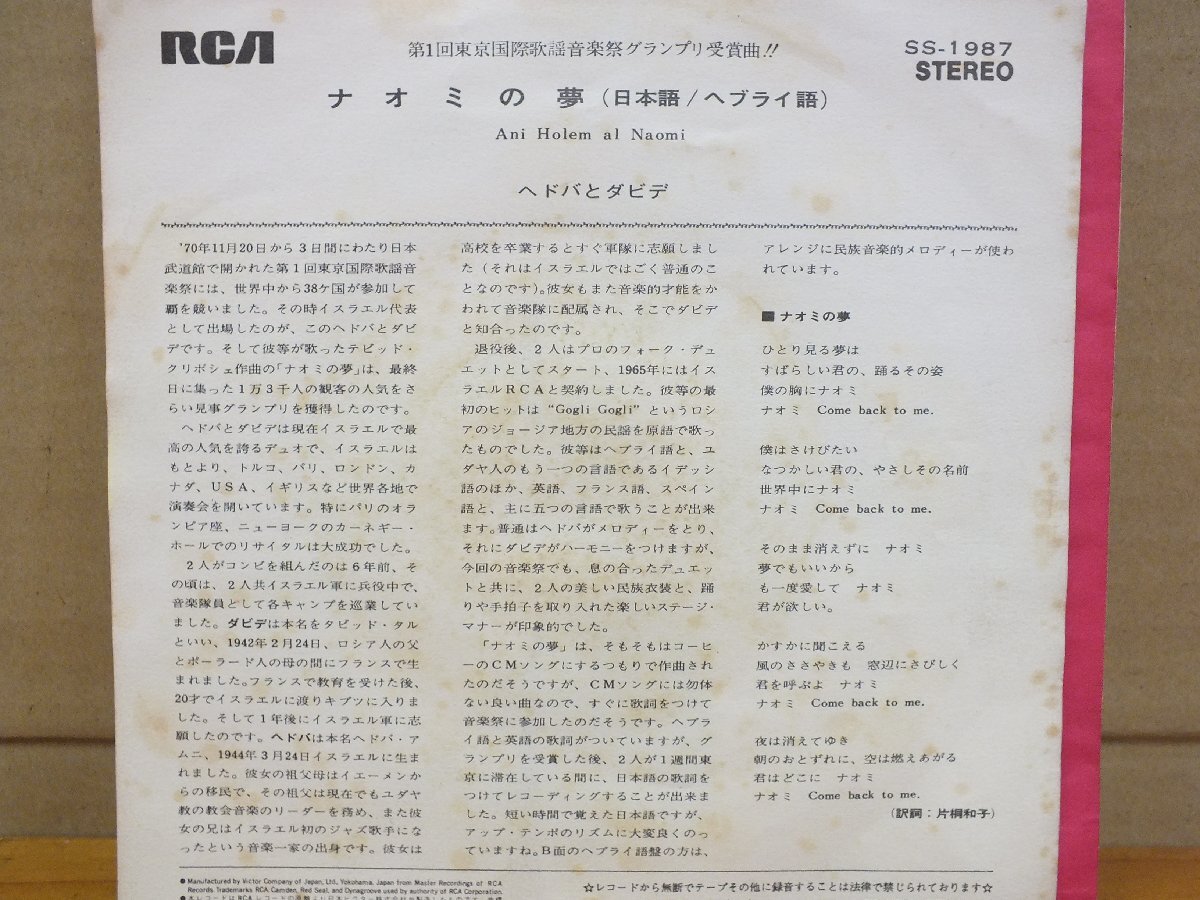 RCA
第1回東京国際歌謡音楽祭グランプリ受賞曲!!
SS-1987
STEREO
ナオミの夢(日本語/ヘブライ語)
Ani Holem al Naomi
ヘドバとダビデ
'70年11月20日から3日間にわたり日本
武道館で開かれた第1回東京国際歌謡音
楽祭には、世界中から38ケ国が参加して
覇を競いました。その時イスラエル代表
として出場したのが、このヘドバとダビ
デです。そして彼等が歌ったテビッド・
クリボシェ作曲の「ナオミの夢」は、最終
日に集った1万3千人の観客の人気をさ
らい見事グランプリを獲得したのです。
ヘドバとダビデは現在イスラエルで最
高の人気を誇るデュオで、イスラエルは
もとより、トルコ、パリ、ロンドン、カ
ナダ、USA、イギリスなど世界各地で
演奏会を開いています。特にパリのオラ
ンピア座、ニューヨークのカーネギー・
ホールでのリサイタルは大成功でした。
2人がコンビを組んだのは6年前、そ
の頃は、2人共イスラエル軍に兵役中で、
音楽隊員として各キャンプを巡業してい
ました。ダビデは本名をタビッド・タル
といい、1942年2月24日、ロシア人の父
とポーラード人の母の間にフランスで生
まれました。フランスで教育を受けた後、
20才でイスラエルに渡りキブツに入りま
した。そして1年後にイスラエル軍に志
願したのです。ヘドバは本名ヘドバ・ア
ムニ、1944年3月24日イスラエルに生ま
れました。彼女の祖父母はイエーメンか
らの移民で、その祖父は現在でもユダヤ
教の教会音楽のリーダーを務め、また彼
女の兄はイスラエル初のジャズ歌手にな
ったという音楽一家の出身です。彼女は
高校を卒業するとすぐ軍隊に志願しまし
た(それはイスラエルではごく普通のこ
となのです)。彼女もまた音楽的才能をか
われて音楽隊に配属され、そこでダビデ
と知合ったのです。
退役後、2人はプロのフォーク・デュ
エットとしてスタート、1965年にはイス
ラエルRCAと契約しました。彼等の最
初のヒットは“Gogli Gogli”というロシ
アのジョージア地方の民謡を原語で歌っ
たものでした。彼等はヘブライ語と、ユ
ダヤ人のもう一つの言語であるイデッシ
語のほか、英語、フランス語、スペイン
語と、主に五つの言語で歌うことが出来
ます。普通はヘドバがメロディーをとり、
それにダビデがハーモニーをつけますが、
今回の音楽祭でも、息の合ったデュエッ
トと共に、2人の美しい民族衣装と、踊
りや手拍子を取り入れた楽しいステージ・
マナーが印象的でした。
「ナオミの夢」は、そもそもはコーヒ
ーのCMソングにするつもりで作曲され
たのだそうですが、CMソングには勿体
ない良い曲なので、すぐに歌詞をつけて
音楽祭に参加したのだそうです。ヘブラ
イ語と英語の歌詞がついていますが、グ
ランプリを受賞した後、2人が1週間東
京に滞在している間に、日本語の歌詞を
つけてレコーディングすることが出来ま
した。短い時間で覚えた日本語ですが、
アップ・テンポのリズムに大変良くのっ
ていますね。B面のヘブライ語盤の方は、
アレンジに民族音楽的メロディーが使わ
れています。
■ナオミの夢
ひとり見る夢は
すばらしい君の、踊るその姿
僕の胸にナオミ
ナオミ Come back to me.
僕はさけびたい
なつかしい君の、やさしその名前
世界中にナオミ
ナオミ Come back to me.
そのまま消えずに ナオミ
夢でもいいから
も一度愛して ナオミ
君が欲しい。
かすかに聞こえる
風のささやきも 窓辺にさびしく
君を呼ぶよ ナオミ
ナオミ Come back to me.
夜は消えてゆき
朝のおとずれに、空は燃えあがる
君はどこに ナオミ
ナオミ Come back to me.
(訳詞:片桐和子)
●Manufactured by Victor Company of Japan, Ltd., Yokohama, Japan from Master Recordings of RCA
Records. Trademarks RCA, Camden, Red Seal, and Dynagroove used by authority of RCA Corporation.
☆レコードから無断でテープその他に録音することは法律で禁じられております☆